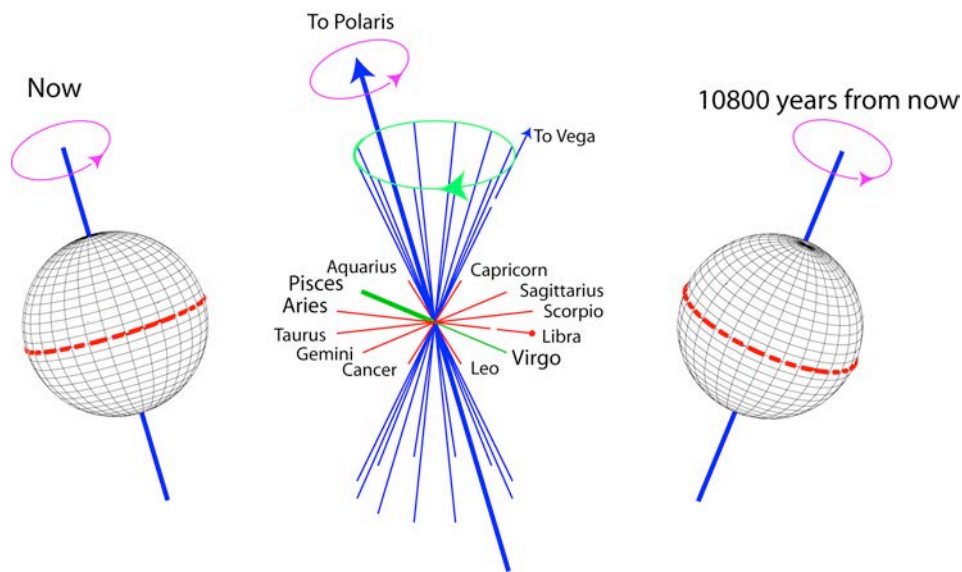 To Polaris
Now
10800 years from now
To Vega
Aquarius
Capricorn
Pisces
Sagittarius
Aries
Scorpio
Taurus
Libra
Gemini
Virgo
Cancer
Leo